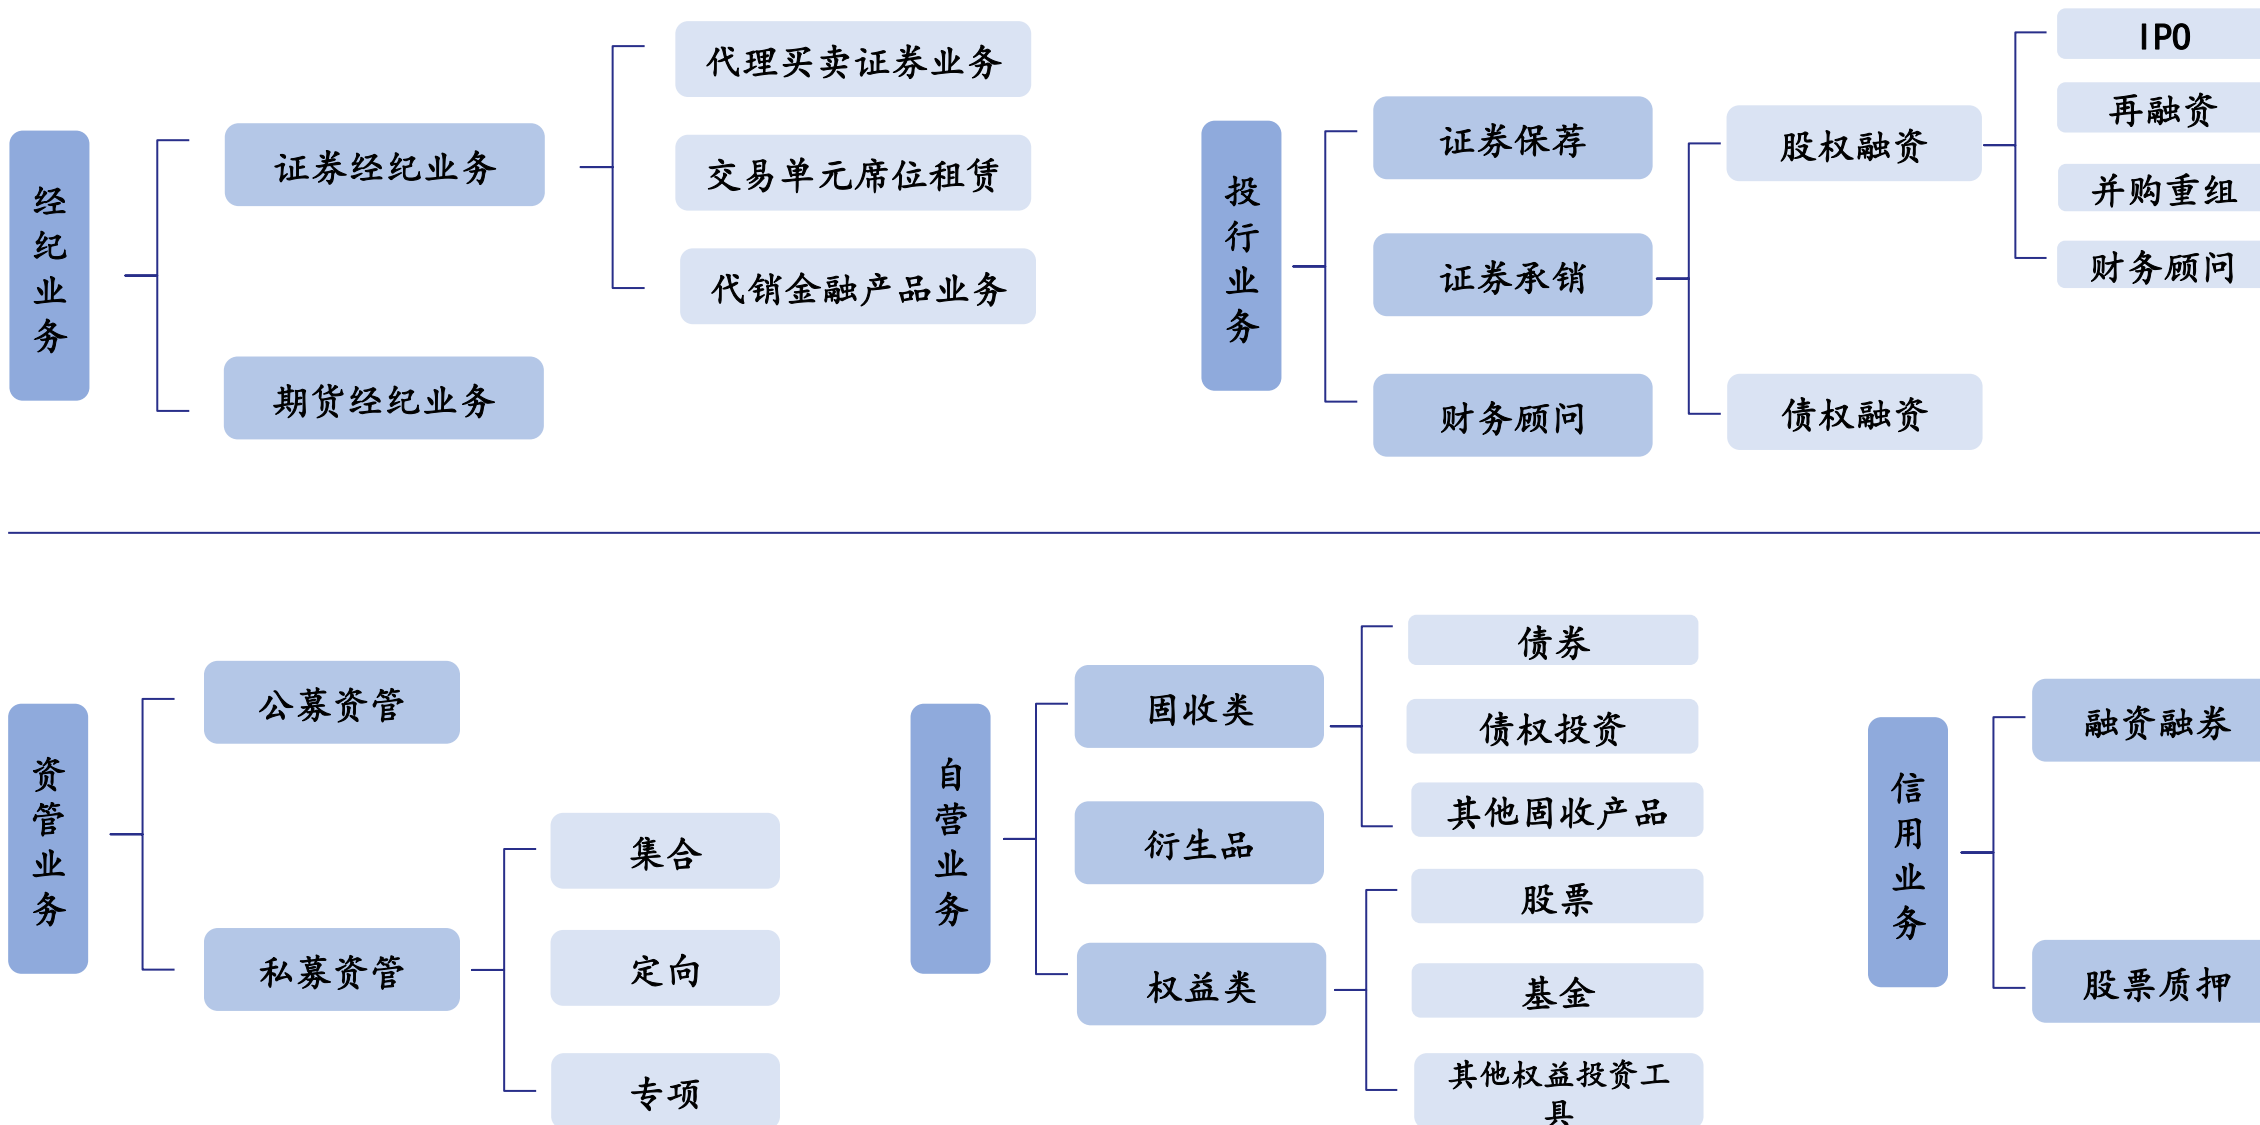 经纪业务
证券经纪业务
期货经纪业务
代理买卖证券业务
交易单元席位租赁
代销金融产品业务
投行业务
证券保荐
证券承销
财务顾问
股权融资
债权融资
IPO
再融资
并购重组
财务顾问
资管业务
公募资管
私募资管
集合
定向
专项
自营业务
固收类
衍生品
权益类
债券
债权投资
其他固收产品
股票
基金
其他权益投资工
具
信用业务
融资融券
股票质押